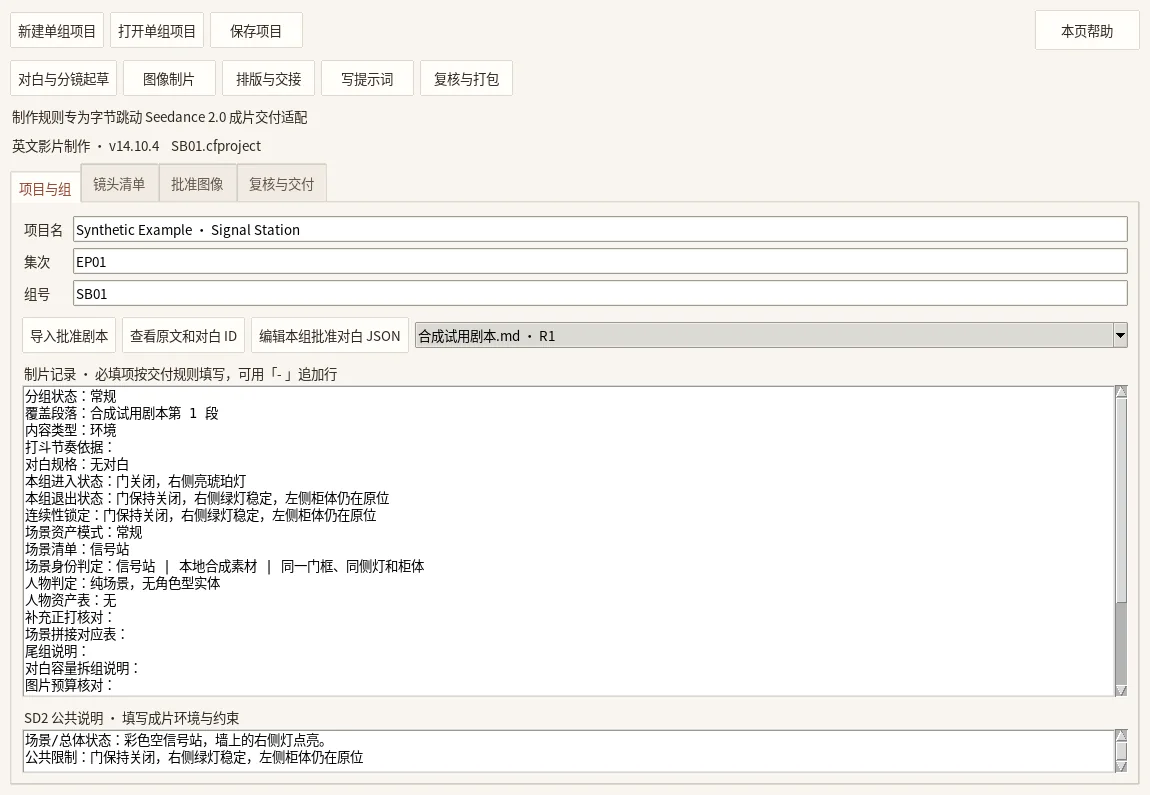 新建单组项目 打开单组项目 保存项目 本页帮助
对白与分镜起草 图像制片 排版与交接 写提示词 复核与打包
制作规则专为字节跳动 Seedance 2.0 成片交付适配
英文影片制作 · v14.10.4 SB01.cfproject
项目与组 镜头清单 批准图像 复核与交付
项目名 Synthetic Example · Signal Station
集次 EP01
组号 SB01
导入批准剧本 查看原文和对白 ID 编辑本组批准对白 JSON 合成试用剧本.md · R1
制片记录 · 必填项按交付规则填写，可用「- 」追加行
分组状态：常规
覆盖段落：合成试用剧本第 1 段
内容类型：环境
打斗节奏依据：
对白规格：无对白
本组进入状态：门关闭，右侧亮琥珀灯
本组退出状态：门保持关闭，右侧绿灯稳定，左侧柜体仍在原位
连续性锁定：门保持关闭，右侧绿灯稳定，左侧柜体仍在原位
场景资产模式：常规
场景清单：信号站
场景身份判定：信号站 | 本地合成素材 | 同一门框、同侧灯和柜体
人物判定：纯场景，无角色型实体
人物资产表：无
补充正打核对：
场景拼接对应表：
尾组说明：
对白容量拆组说明：
图片预算核对：
SD2 公共说明 · 填写成片环境与约束
场景/总体状态：彩色空信号站，墙上的右侧灯点亮。
公共限制：门保持关闭，右侧绿灯稳定，左侧柜体仍在原位